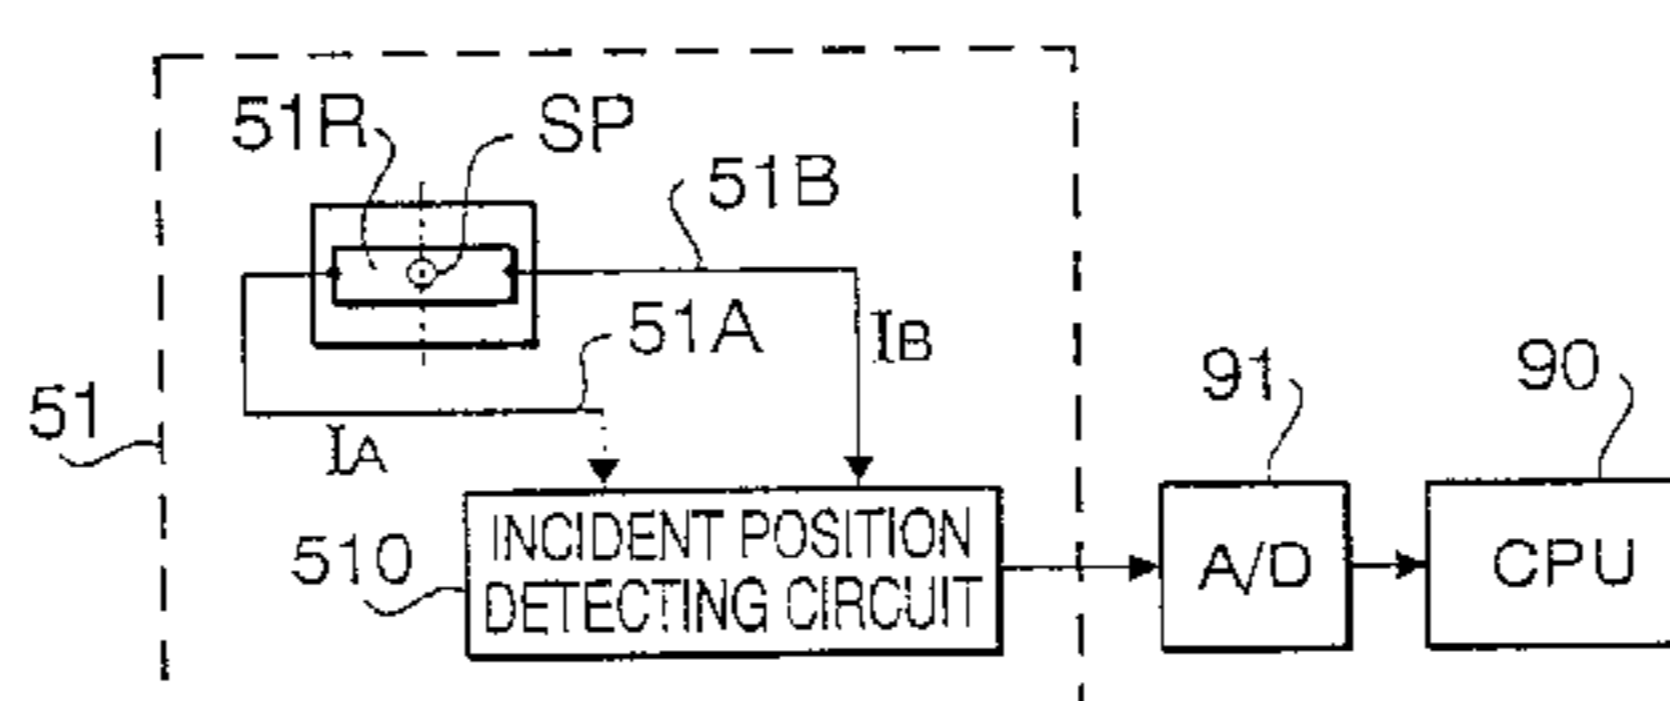 51R
SP
51B
51A
IB
91
90
51
IA
510
INCIDENT POSITION
DETECTING CIRCUIT
A/D
CPU